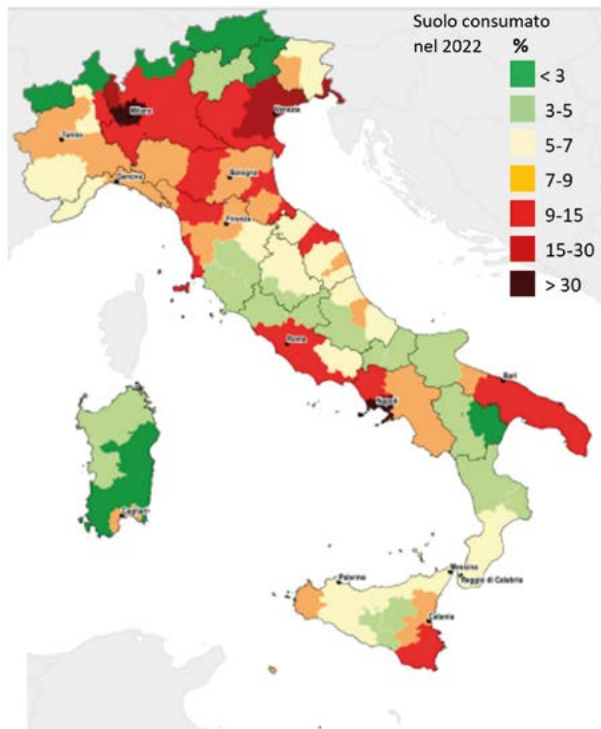 Suolo consumato
nel 2022 %
< 3
3-5
5-7
7-9
9-15
15-30
> 30
Milano
Venezia
Torino
Genova
Bologna
Firenze
Roma
Napoli
Bari
Cagliari
Messina
Palermo
Reggio di Calabria
Catania